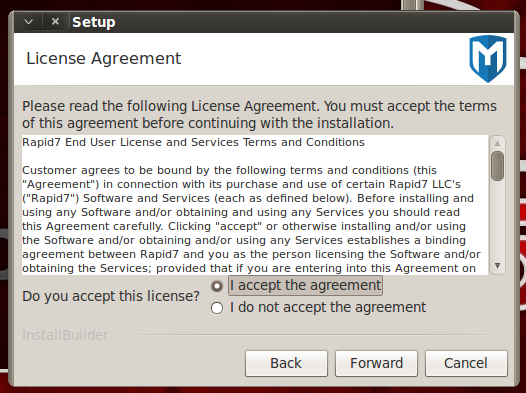 Setup
License Agreement
Please read the following License Agreement. You must accept the terms
of this agreement before continuing with the installation.
Rapid7 End User License and Services Terms and Conditions
Customer agrees to be bound by the following terms and conditions (this
"Agreement") in connection with its purchase and use of certain Rapid7 LLC's
("Rapid7") Software and Services (each as defined below). Before installing and
using any Software and/or obtaining and using any Services you should read
this Agreement carefully. Clicking "accept" or otherwise installing and/or using
the Software and/or obtaining and/or using any Services establishes a binding
agreement between Rapid7 and you as the person licensing the Software and/or
obtaining the Services; provided that if you are entering into this Agreement on
Do you accept this license?
I accept the agreement
I do not accept the agreement
InstallBuilder
Back Forward Cancel